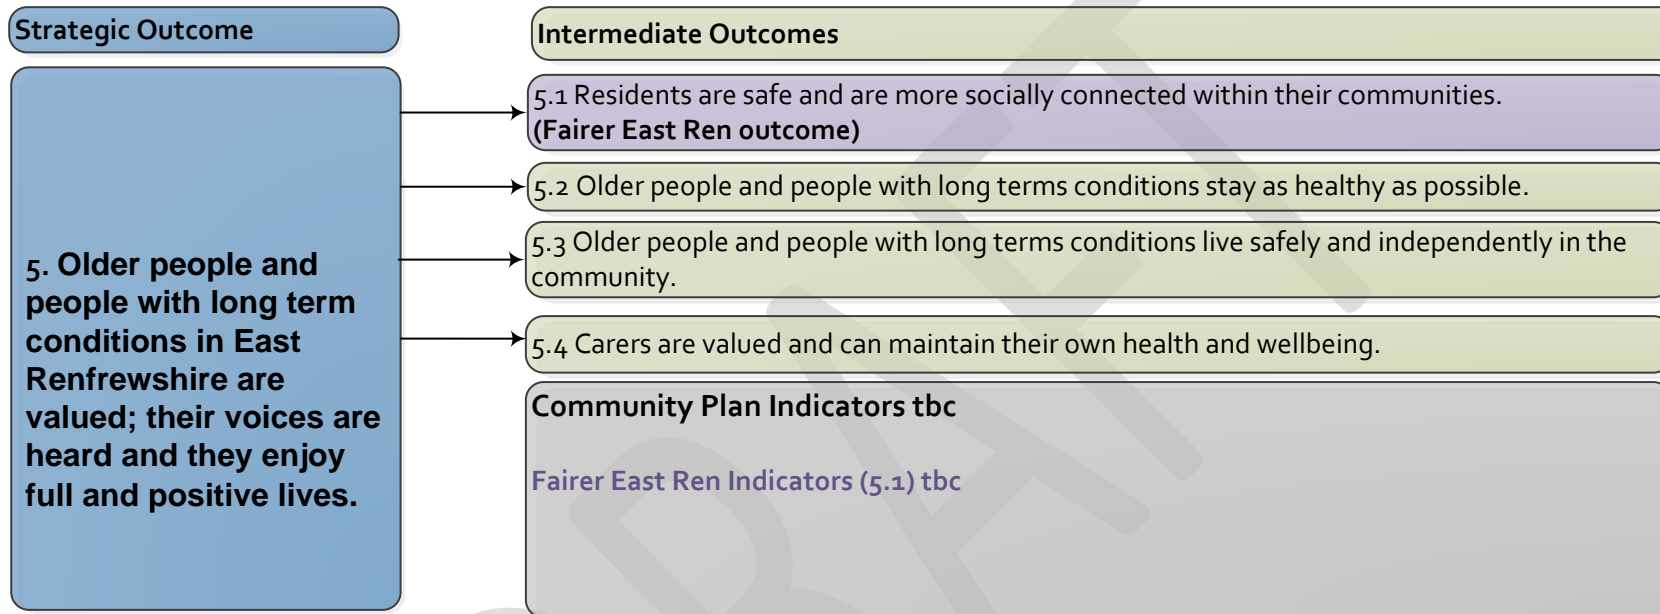 Strategic Outcome
5. Older people and
people with long term
conditions in East
Renfrewshire are
valued; their voices are
heard and they enjoy
full and positive lives.
Intermediate Outcomes
5.1 Residents are safe and are more socially connected within their communities.
(Fairer East Ren outcome)
5.2 Older people and people with long terms conditions stay as healthy as possible.
5.3 Older people and people with long terms conditions live safely and independently in the
community.
5.4 Carers are valued and can maintain their own health and wellbeing.
Community Plan Indicators tbc
Fairer East Ren Indicators (5.1) tbc
DRAFT